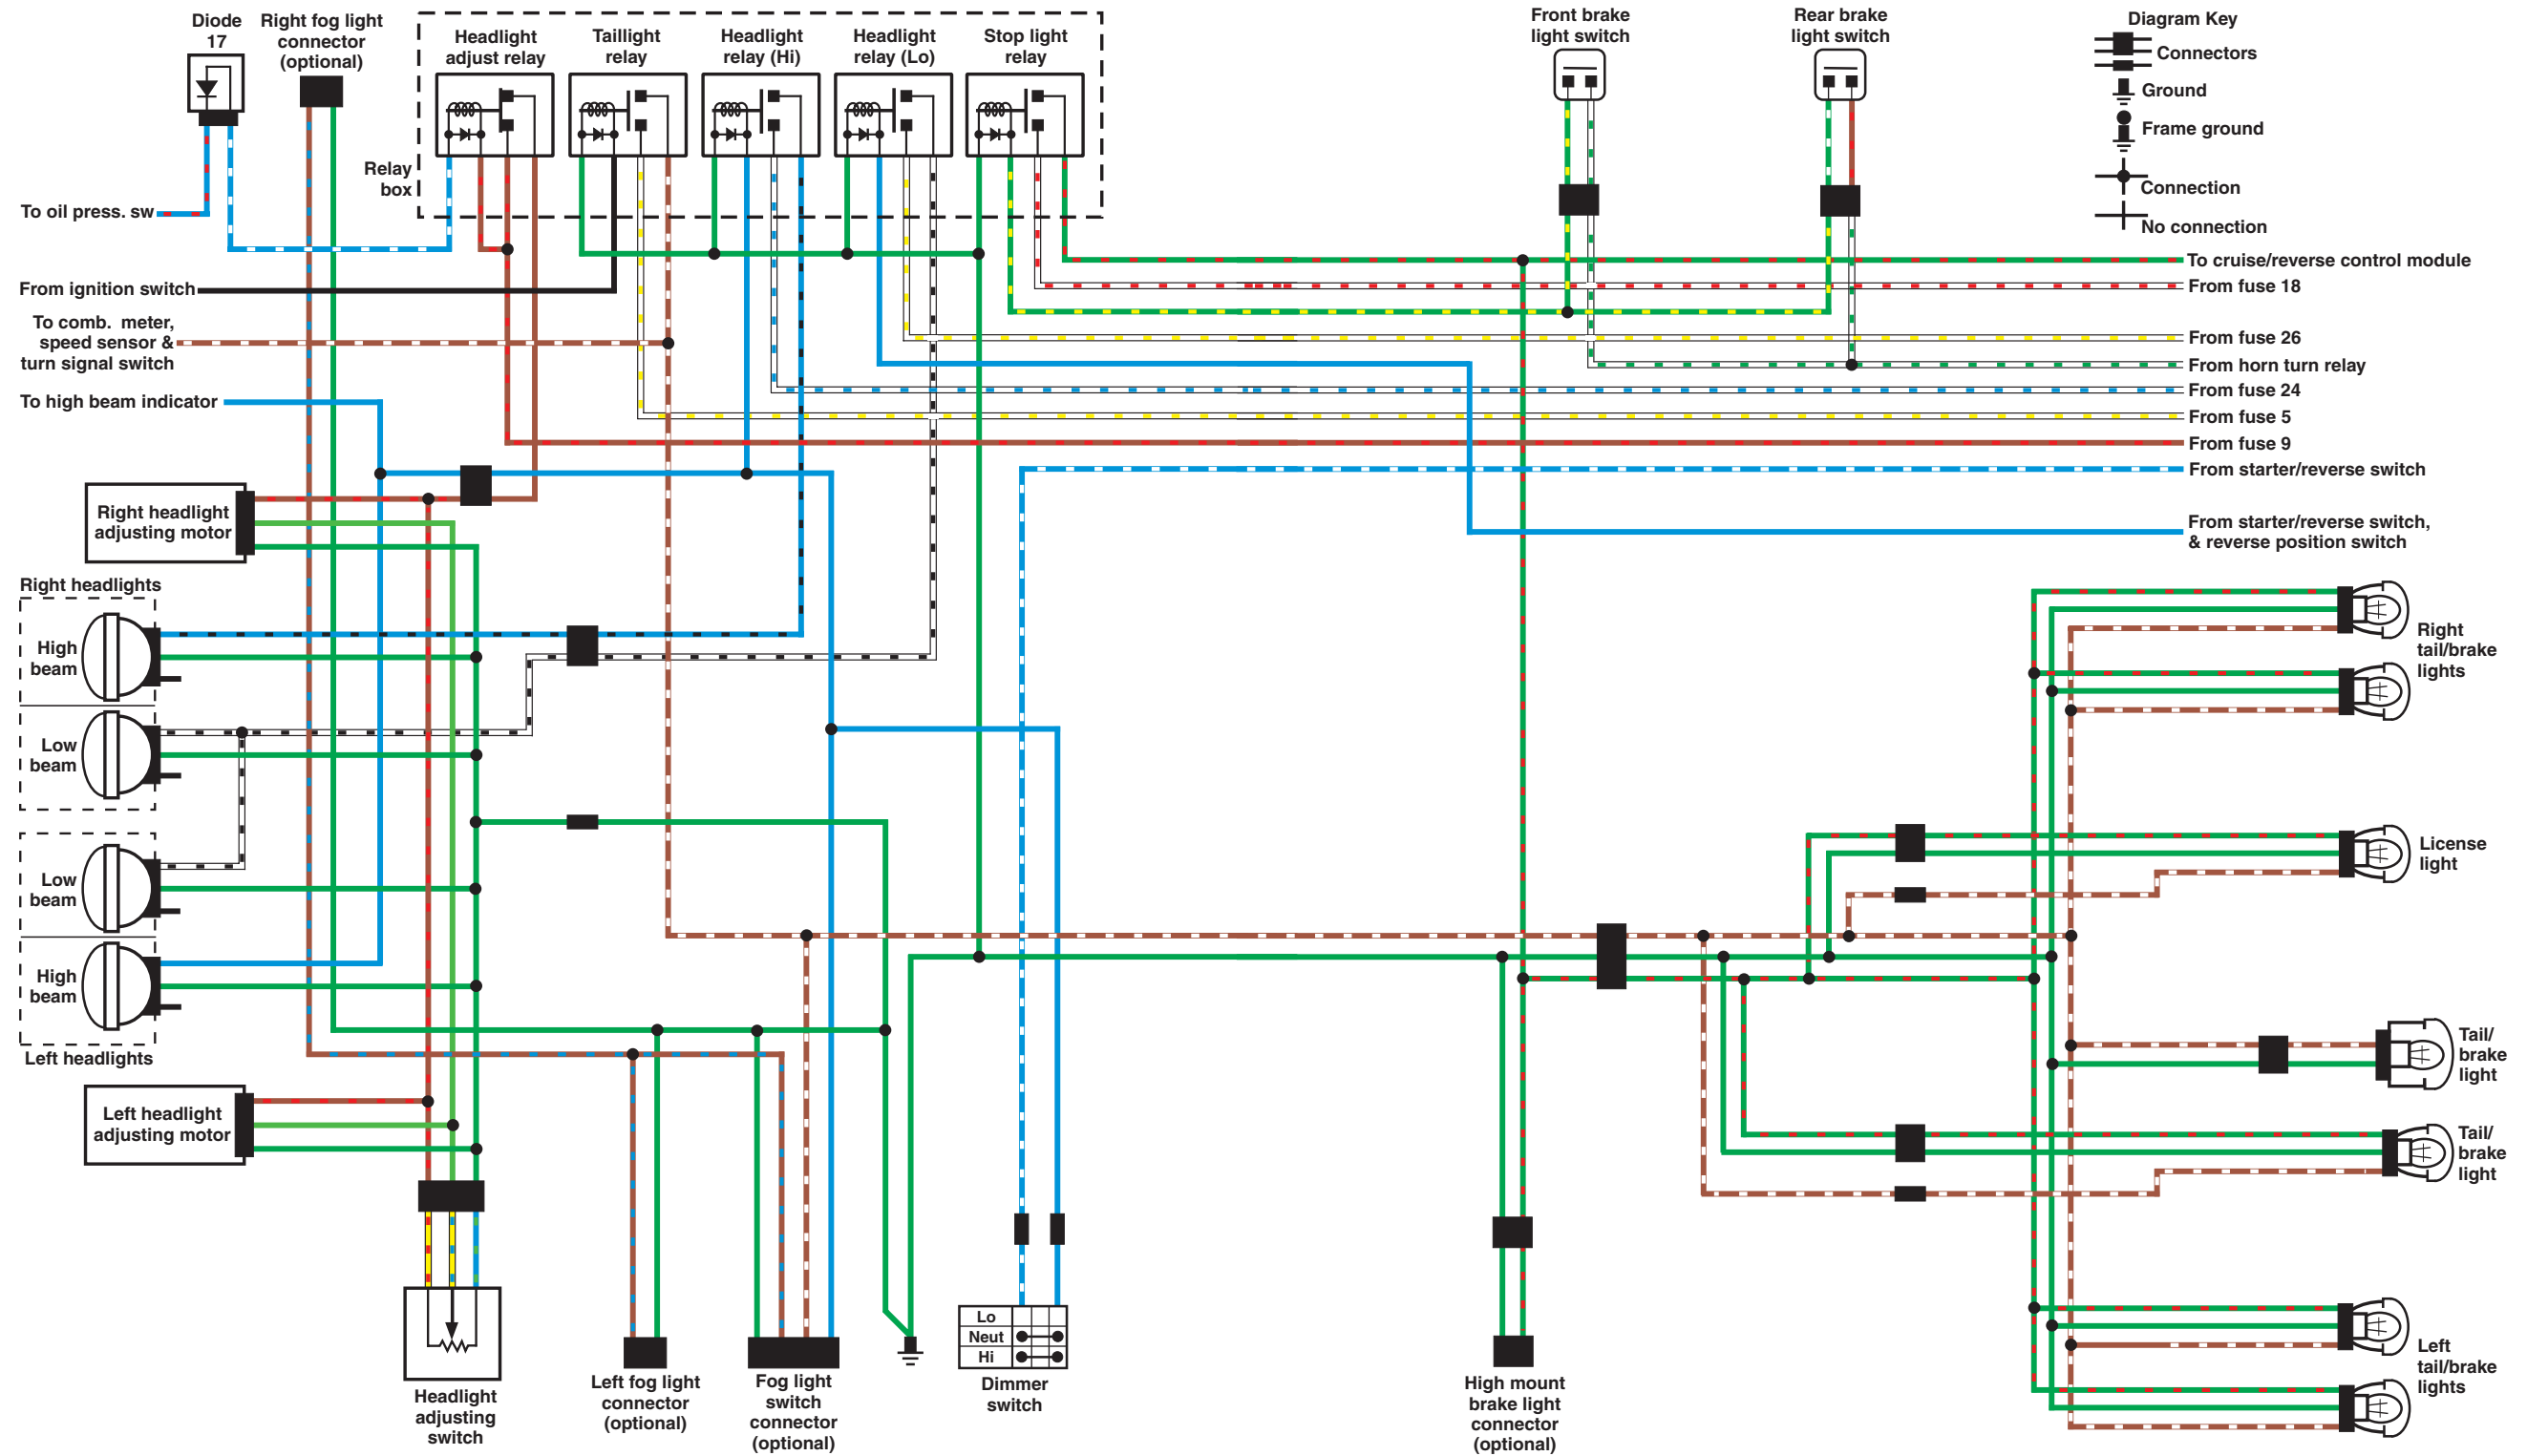 Diode
17
Right fog light
connector
(optional)
Headlight
adjust relay
Taillight
relay
Headlight
relay (Hi)
Headlight
relay (Lo)
Stop light
relay
Relay
box
Front brake
light switch
Rear brake
light switch
Diagram Key
Connectors
Ground
Frame ground
Connection
No connection
To oil press. sw
From ignition switch
To comb. meter,
speed sensor &
turn signal switch
To high beam indicator
To cruise/reverse control module
From fuse 18
From fuse 26
From horn turn relay
From fuse 24
From fuse 5
From fuse 9
From starter/reverse switch
From starter/reverse switch,
& reverse position switch
Right headlight
adjusting motor
Right headlights
High
beam
Low
beam
Low
beam
High
beam
Left headlights
Left headlight
adjusting motor
Right
tail/brake
lights
License
light
Tail/
brake
light
Tail/
brake
light
Left
tail/brake
lights
Headlight
adjusting
switch
Left fog light
connector
(optional)
Fog light
switch
connector
(optional)
Lo
Neut
Hi
Dimmer
switch
High mount
brake light
connector
(optional)